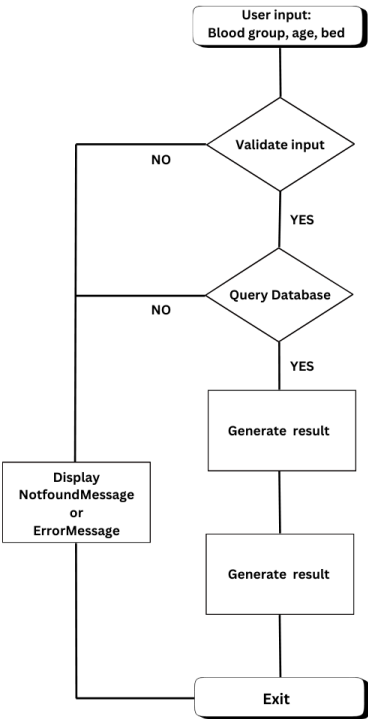 User input:
Blood group, age, bed
Validate input
NO
YES
Query Database
NO
YES
Generate result
Display
NotfoundMessage
or
ErrorMessage
Generate result
Exit